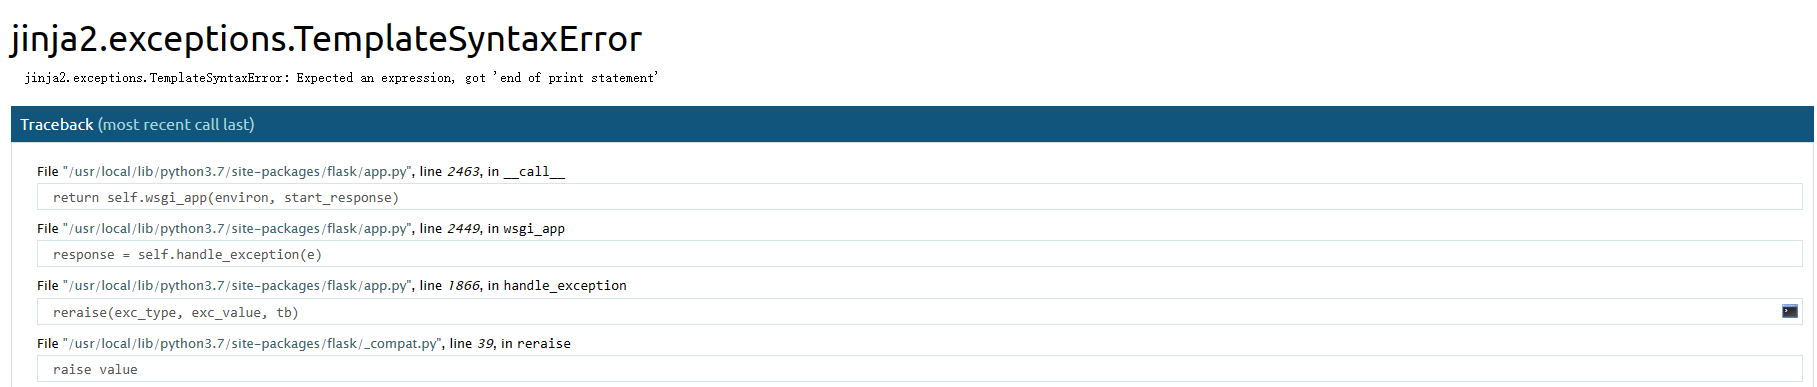 jinja2.exceptions.TemplateSyntaxError
jinja2.exceptions.TemplateSyntaxError: Expected an expression, got 'end of print statement'
Traceback (most recent call last)
File "/usr/local/lib/python3.7/site-packages/flask/app.py", line 2463, in __call__
return self.wsgi_app(environ, start_response)
File "/usr/local/lib/python3.7/site-packages/flask/app.py", line 2449, in wsgi_app
response = self.handle_exception(e)
File "/usr/local/lib/python3.7/site-packages/flask/app.py", line 1866, in handle_exception
reraise(exc_type, exc_value, tb)
File "/usr/local/lib/python3.7/site-packages/flask/_compat.py", line 39, in reraise
raise value